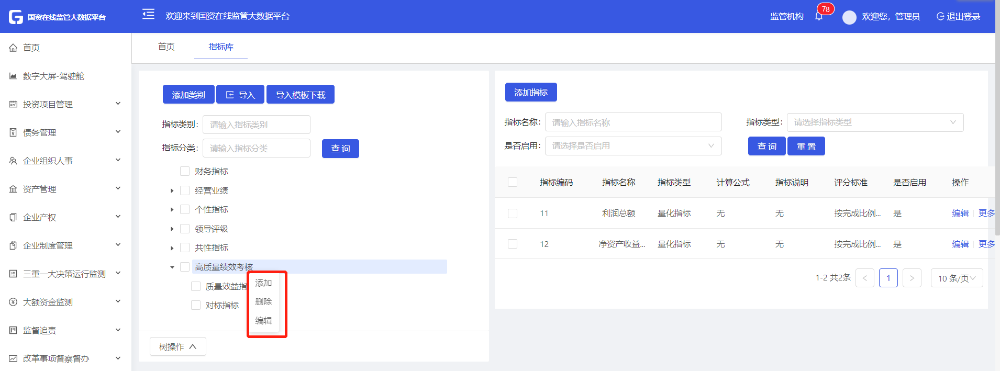 国资在线监管大数据平台
欢迎来到国资在线监管大数据平台
监管机构
78
欢迎您，管理员
退出登录
首页
数字大屏-驾驶舱
投资项目管理
债务管理
企业组织人事
资产管理
企业产权
企业制度管理
三重一大决策运行监测
大额资金监测
监督追责
改革事项督察督办
首页 指标库
添加类别 导入 导入模板下载
指标类别： 请输入指标类别
指标分类： 请输入指标分类 查 询
财务指标
经营业绩
个性指标
领导评级
共性指标
高质量绩效考核
质量效益指
对标指标
添加
删除
编辑
树操作
添加指标
指标名称： 请输入指标名称 指标类型： 请选择指标类型
是否启用： 请选择是否启用 查 询 重 置
指标编码 指标名称 指标类型 计算公式 指标说明 评分标准 是否启用 操作
11 利润总额 量化指标 无 无 按完成比例... 是 编辑 更多
12 净资产收益... 量化指标 无 无 按完成比例... 是 编辑 更多
1-2 共2条 < 1 > 10 条/页